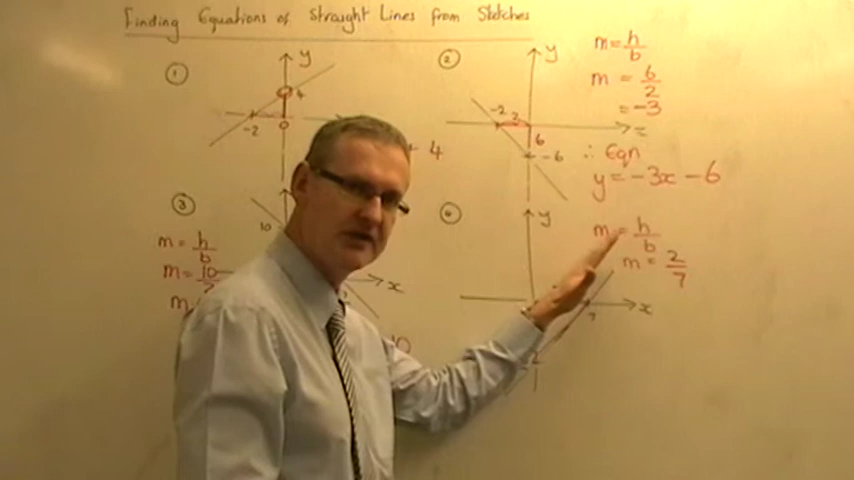 Finding Equations of Straight Lines from Sketches
①
y
4
-2
0
+ 4
②
y
-2
2
6
-6
m = h/b
m = 6/2
= -3
∴ Eqn
y = -3x - 6
③
10
x
m = h/b
m = 10/
m
10
y
x
7
m = h/b
m = 2/7